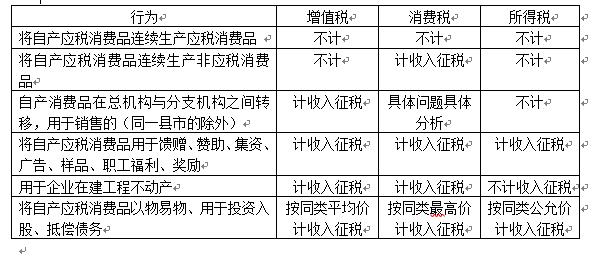 行为 增值税 消费税 所得税
将自产应税消费品连续生产应税消费品 不计 不计 不计
将自产应税消费品连续生产非应税消费 不计 计收入征税 不计
品
自产消费品在总机构与分支机构之间转 计收入征税 具体问题具体 不计
移，用于销售的（同一县市的除外） 分析
将自产应税消费品用于馈赠、赞助、集资、 计收入征税 计收入征税 计收入征税
广告、样品、职工福利、奖励
用于企业在建工程不动产 计收入征税 计收入征税 不计收入征税
将自产应税消费品以物易物、用于投资入 按同类平均价 按同类最高价 按同类公允价
股、抵偿债务 计收入征税 计收入征税 计收入征税